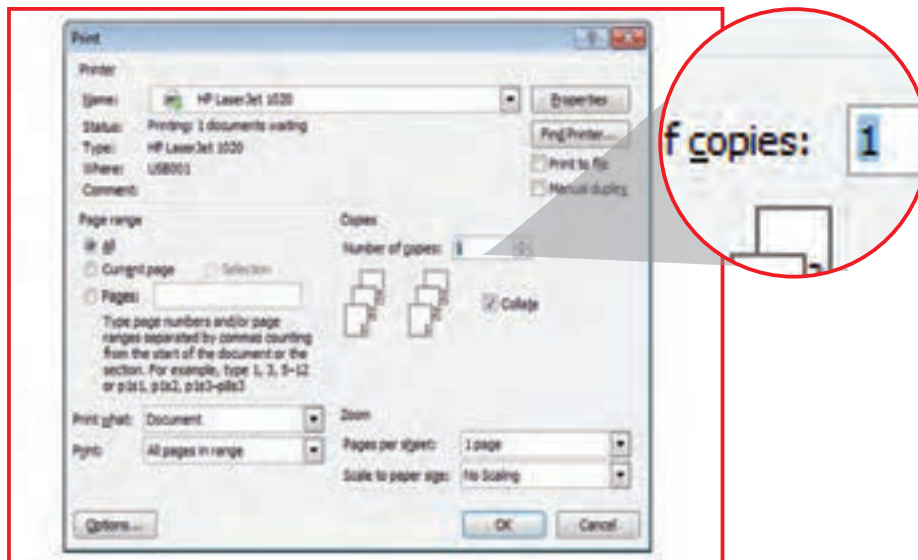 Print
Printer
Name: HP LaserJet 1020 Properties
Status: Printing: 1 documents waiting Find Printer...
Type: HP LaserJet 1020
Where: USB001 Print to file
Comment: Manual duplex
Page range Copies
All Number of copies: 1
Current page Selection
Pages: Collate
Type page numbers and/or page
ranges separated by commas counting
from the start of the document or the
section. For example, type 1, 3, 5-12
or p1s1, p1s2, p1s3-p8s3
Print what: Document Zoom
Print: All pages in range Pages per sheet: 1 page
Scale to paper size: No Scaling
Options... OK Cancel
f copies: 1